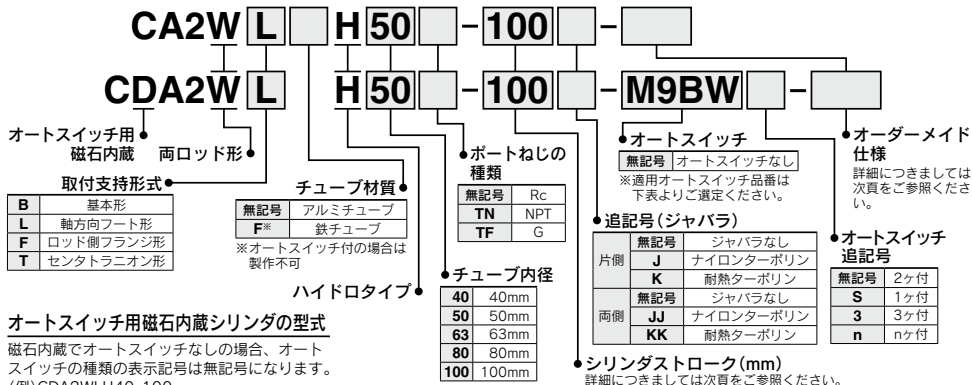 CA2W L H 50 - 100 -
CDA2W L H 50 - 100 - M9BW -
オートスイッチ用
磁石内蔵
両ロッド形
取付支持形式
B 基本形
L 軸方向フート形
F ロッド側フランジ形
T センタトラニオン形
チューブ材質
無記号 アルミチューブ
F※ 鉄チューブ
※オートスイッチ付の場合は
製作不可
ハイドロタイプ
ポートねじの
種類
無記号 Rc
TN NPT
TF G
チューブ内径
40 40mm
50 50mm
63 63mm
80 80mm
100 100mm
オートスイッチ
無記号 オートスイッチなし
※適用オートスイッチ品番は
下表よりご選定ください。
追記号(ジャバラ)
片側
無記号 ジャバラなし
J ナイロンターポリン
K 耐熱ターポリン
両側
無記号 ジャバラなし
JJ ナイロンターポリン
KK 耐熱ターポリン
シリンダストローク(mm)
詳細につきましては次頁をご参照ください。
オーダーメイド
仕様
詳細につきましては
次頁をご参照くださ
い。
オートスイッチ
追記号
無記号 2ヶ付
S 1ヶ付
3 3ヶ付
n nヶ付
オートスイッチ用磁石内蔵シリンダの型式
磁石内蔵でオートスイッチなしの場合、オート
スイッチの種類の表示記号は無記号になります。
(例)CDA2WLH40-100